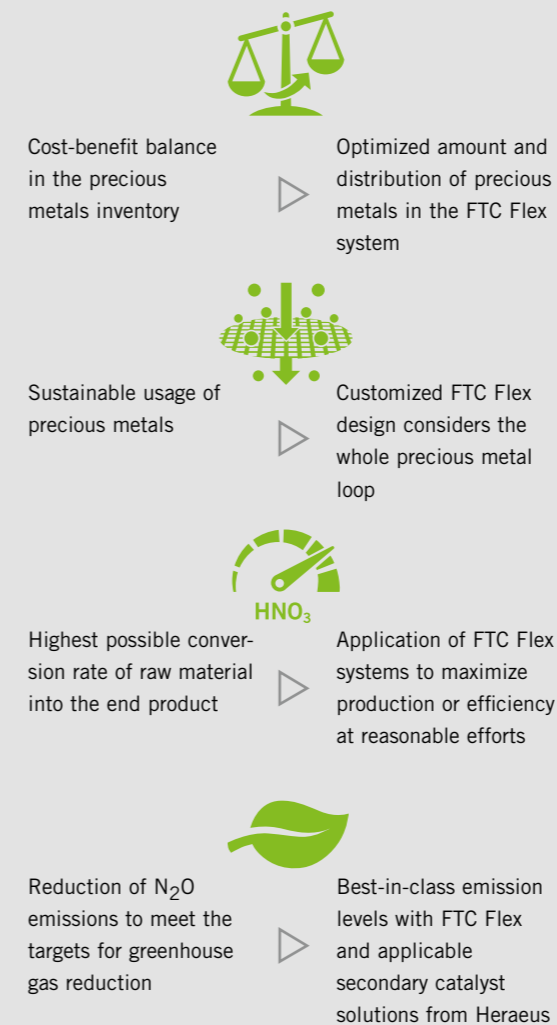 Cost-benefit balance
in the precious
metals inventory
Optimized amount and
distribution of precious
metals in the FTC Flex
system
Sustainable usage of
precious metals
Customized FTC Flex
design considers the
whole precious metal
loop
HNO₃
Highest possible conver-
sion rate of raw material
into the end product
Application of FTC Flex
systems to maximize
production or efficiency
at reasonable efforts
Reduction of N₂O
emissions to meet the
targets for greenhouse
gas reduction
Best-in-class emission
levels with FTC Flex
and applicable
secondary catalyst
solutions from Heraeus